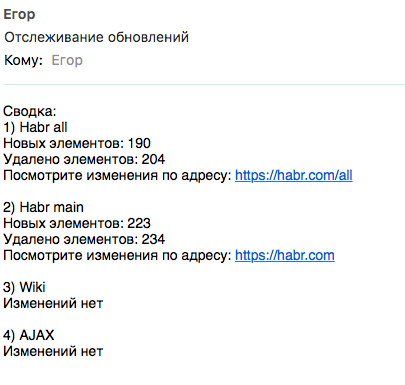 Егор
Отслеживание обновлений
Кому: Егор
Сводка:
1) Habr all
Новых элементов: 190
Удалено элементов: 204
Посмотрите изменения по адресу: https://habr.com/all
2) Habr main
Новых элементов: 223
Удалено элементов: 234
Посмотрите изменения по адресу: https://habr.com
3) Wiki
Изменений нет
4) AJAX
Изменений нет